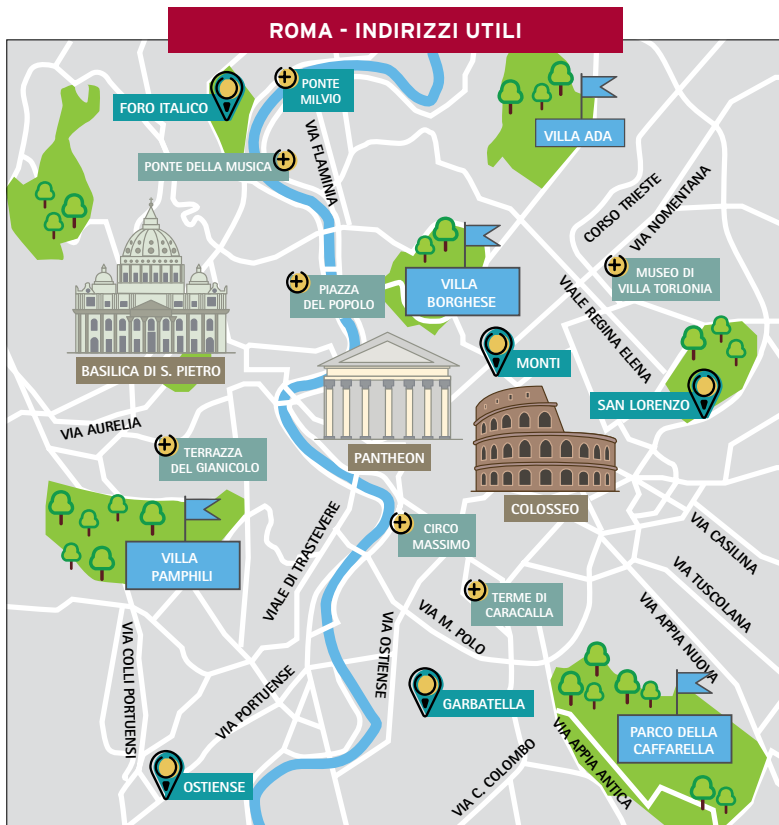 ROMA - INDIRIZZI UTILI
FORO ITALICO
PONTE
MILVIO
VILLA ADA
PONTE DELLA MUSICA
VIA FLAMINIA
CORSO TRIESTE
VIA NOMENTANA
PIAZZA
DEL POPOLO
VILLA
BORGHESE
MUSEO DI
VILLA TORLONIA
VIALE REGINA ELENA
BASILICA DI S. PIETRO
MONTI
SAN LORENZO
VIA AURELIA
TERRAZZA
DEL GIANICOLO
PANTHEON
COLOSSEO
VILLA
PAMPHILI
VIALE DI TRASTEVERE
CIRCO
MASSIMO
VIA CASILINA
VIA TUSCOLANA
TERME DI
CARACALLA
VIA M. POLO
VIA APPIA NUOVA
VIA COLLI PORTUENSI
VIA PORTUENSE
VIA OSTIENSE
GARBATELLA
PARCO DELLA
CAFFARELLA
VIA APPIA ANTICA
VIA C. COLOMBO
OSTIENSE